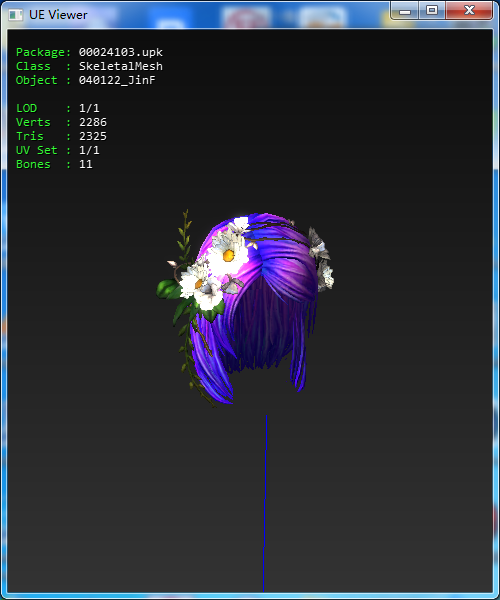 UE Viewer
Package: 00024103.upk
Class : SkeletalMesh
Object : 040122_JinF
LOD : 1/1
Verts : 2286
Tris : 2325
UV Set : 1/1
Bones : 11